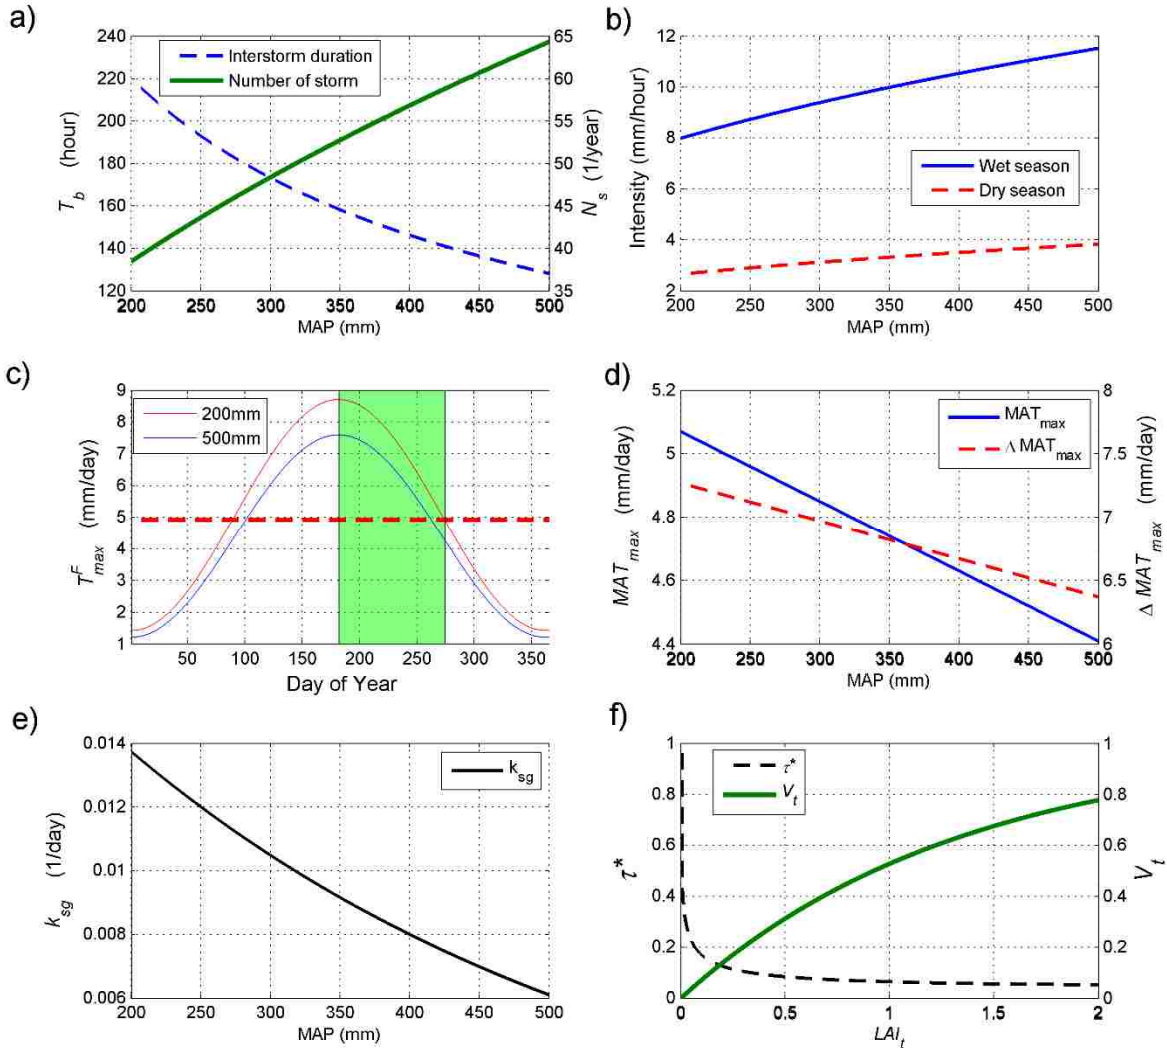 a)
240
220
200
180
160
140
120
T_b (hour)
Interstorm duration
Number of storm
65
60
55
50
45
40
35
N_s (1/year)
200 250 300 350 400 450 500
MAP (mm)
b)
12
10
8
6
4
2
Intensity (mm/hour)
Wet season
Dry season
200 250 300 350 400 450 500
MAP (mm)
c)
9
8
7
6
5
4
3
2
1
T^F_max (mm/day)
200mm
500mm
50 100 150 200 250 300 350
Day of Year
d)
5.2
5
4.8
4.6
4.4
MAT_max (mm/day)
MAT_max
Δ MAT_max
8
7.5
7
6.5
6
Δ MAT_max (mm/day)
200 250 300 350 400 450 500
MAP (mm)
e)
0.014
0.012
0.01
0.008
0.006
k_sg (1/day)
k_sg
200 250 300 350 400 450 500
MAP (mm)
f)
1
0.8
0.6
0.4
0.2
0
τ*
τ*
V_t
1
0.8
0.6
0.4
0.2
0
V_t
0 0.5 1 1.5 2
LAI_t